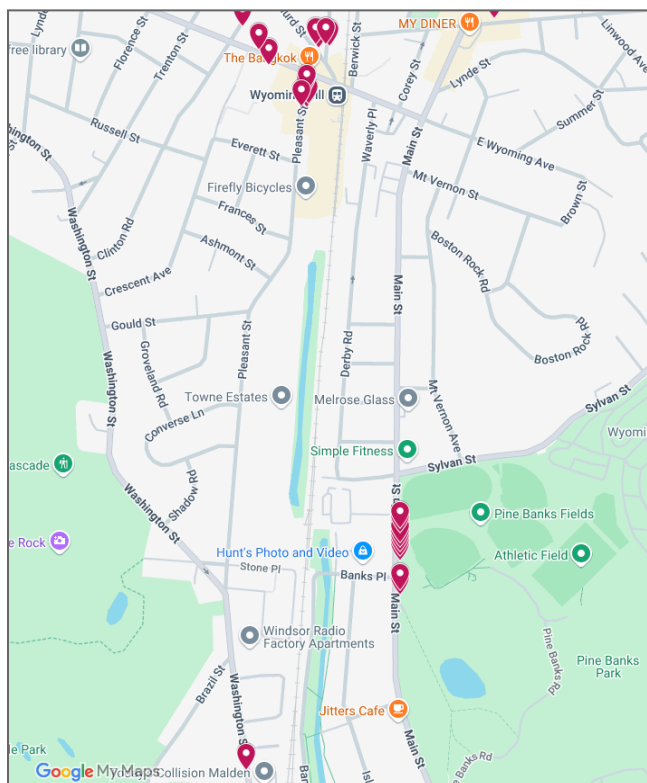 Lynde
MY DINER
Florence St
Trenton St
free library
The Bangkok
Berwick St
Corey St
Linwood Ave
Lynde St
Wyoming Hill
Summer St
Waverly Pl
Main St
E Wyoming Ave
Russell St
Everett St
Pleasant St
Firefly Bicycles
Mt Vernon St
Brown St
Washington St
Clinton Rd
Frances St
Ashmont St
Boston Rock Rd
Crescent Ave
Main St
Gould St
Pleasant St
Derby Rd
Boston Rock Rd
Washington St
Groveland Rd
Towne Estates
Melrose Glass
Mt Vernon Ave
Sylvan St
Converse Ln
Simple Fitness
Sylvan St
Shadow Rd
Pine Banks Fields
Washington St
Hunt's Photo and Video
Athletic Field
Stone Pl
Banks Pl
Main St
Windsor Radio
Factory Apartments
Pine Banks Rd
Pine Banks
Park
Brazil St
Washington St
Jitters Cafe
Main St
Google My Maps
Collision Malden